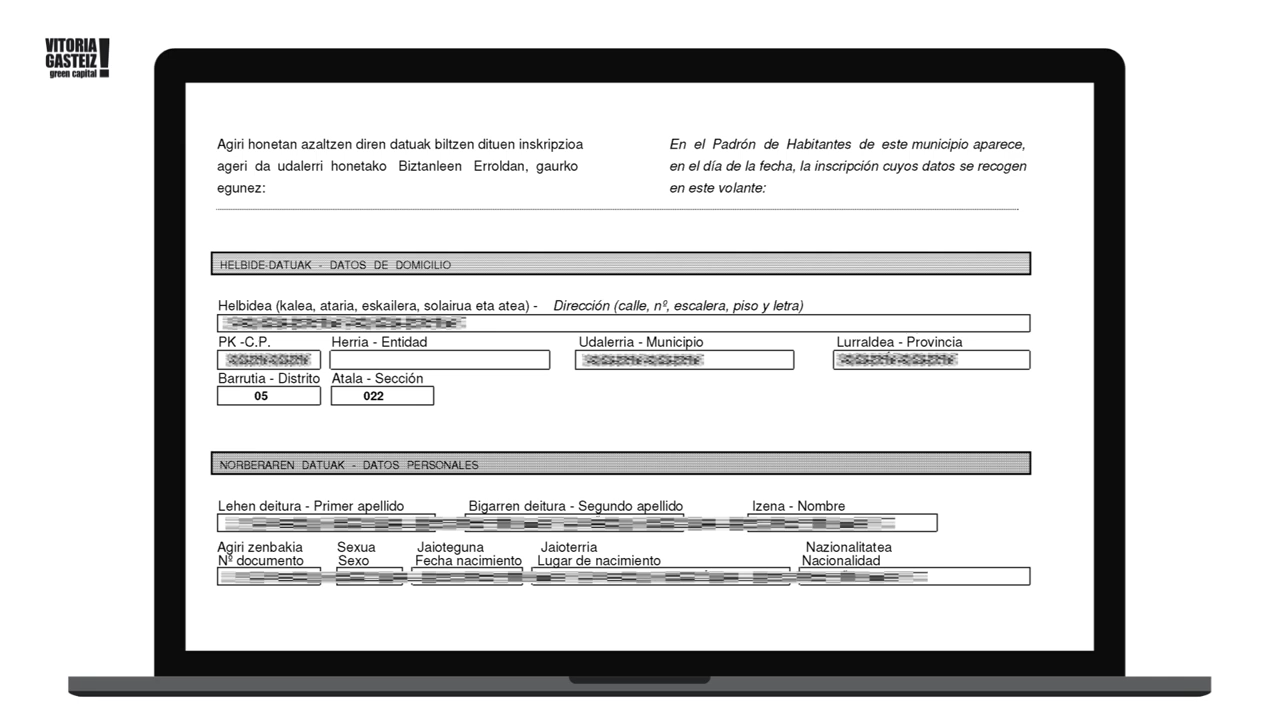 VITORIA
GASTEIZ
green capital
Agiri honetan azaltzen diren datuak biltzen dituen inskripzioa
ageri da udalerri honetako Biztanleen Erroldan, gaurko
egunez:
En el Padrón de Habitantes de este municipio aparece,
en el día de la fecha, la inscripción cuyos datos se recogen
en este volante:
HELBIDE-DATUAK - DATOS DE DOMICILIO
Helbidea (kalea, ataria, eskailera, solairua eta atea) - Dirección (calle, nº, escalera, piso y letra)
PK -C.P. Herria - Entidad Udalerria - Municipio Lurraldea - Provincia
Barrutia - Distrito Atala - Sección
05 022
NORBERAREN DATUAK - DATOS PERSONALES
Lehen deitura - Primer apellido Bigarren deitura - Segundo apellido Izena - Nombre
Agiri zenbakia Sexua Jaioteguna Jaioterria Nazionalitatea
Nº documento Sexo Fecha nacimiento Lugar de nacimiento Nacionalidad